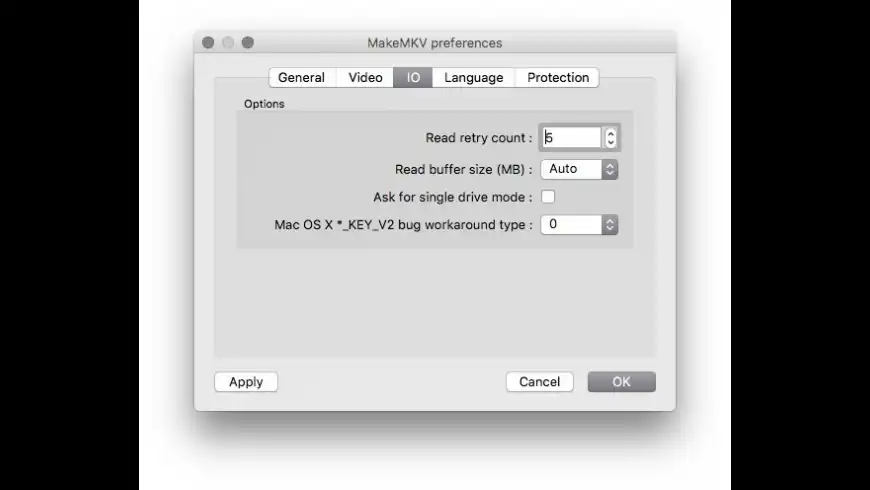 MakeMKV preferences
General Video IO Language Protection
Options
Read retry count : 5
Read buffer size (MB) : Auto
Ask for single drive mode :
Mac OS X *_KEY_V2 bug workaround type : 0
Apply Cancel OK